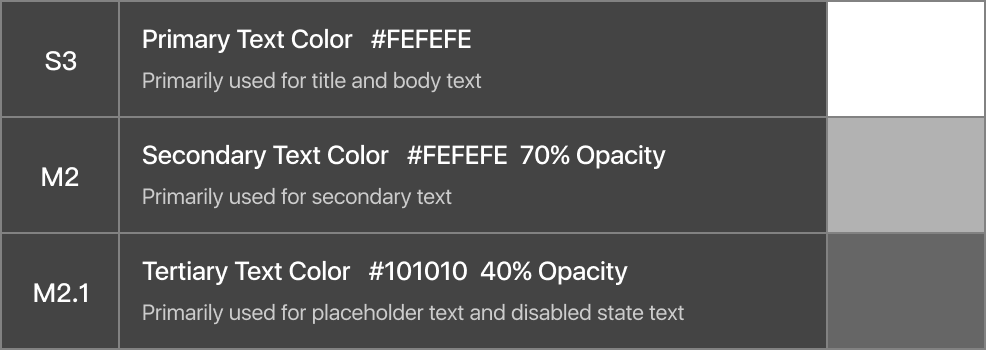 S3
Primary Text Color #FEFEFE
Primarily used for title and body text
M2
Secondary Text Color #FEFEFE 70% Opacity
Primarily used for secondary text
M2.1
Tertiary Text Color #101010 40% Opacity
Primarily used for placeholder text and disabled state text